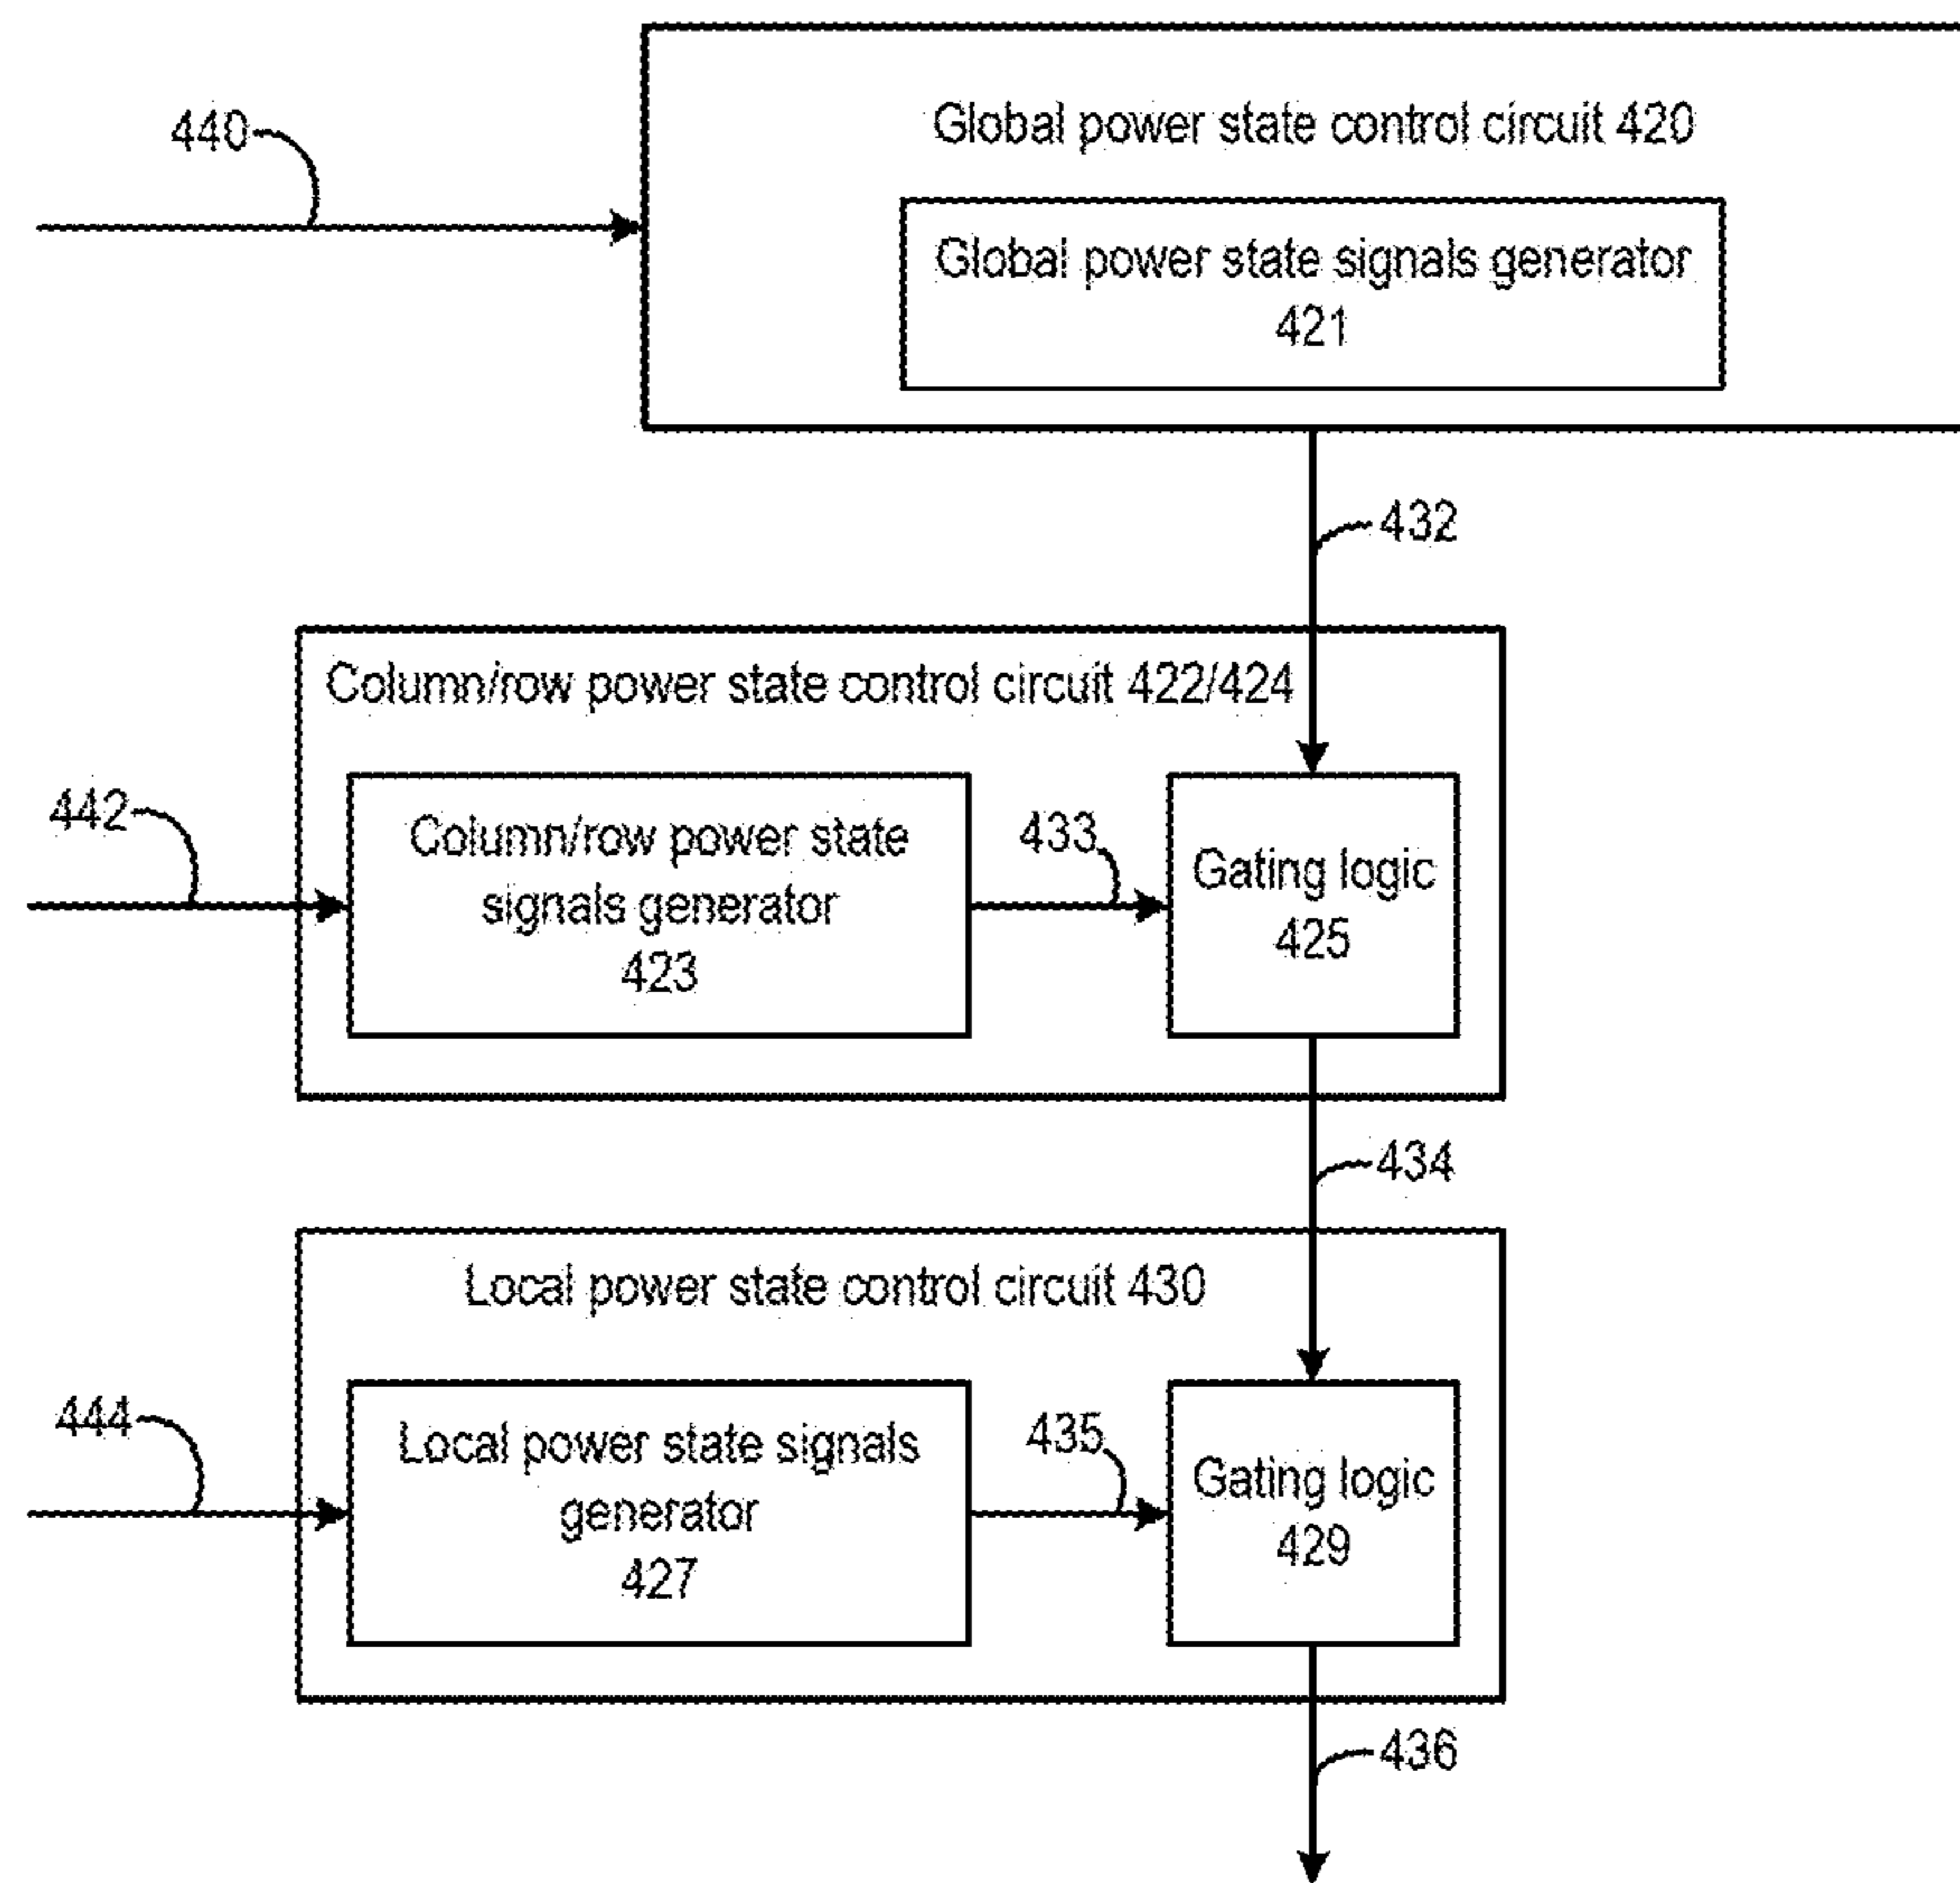 440
Global power state control circuit 420
Global power state signals generator
421
432
Column/row power state control circuit 422/424
442
Column/row power state
signals generator
423
433
Gating logic
425
434
Local power state control circuit 430
444
Local power state signals
generator
427
435
Gating logic
429
436